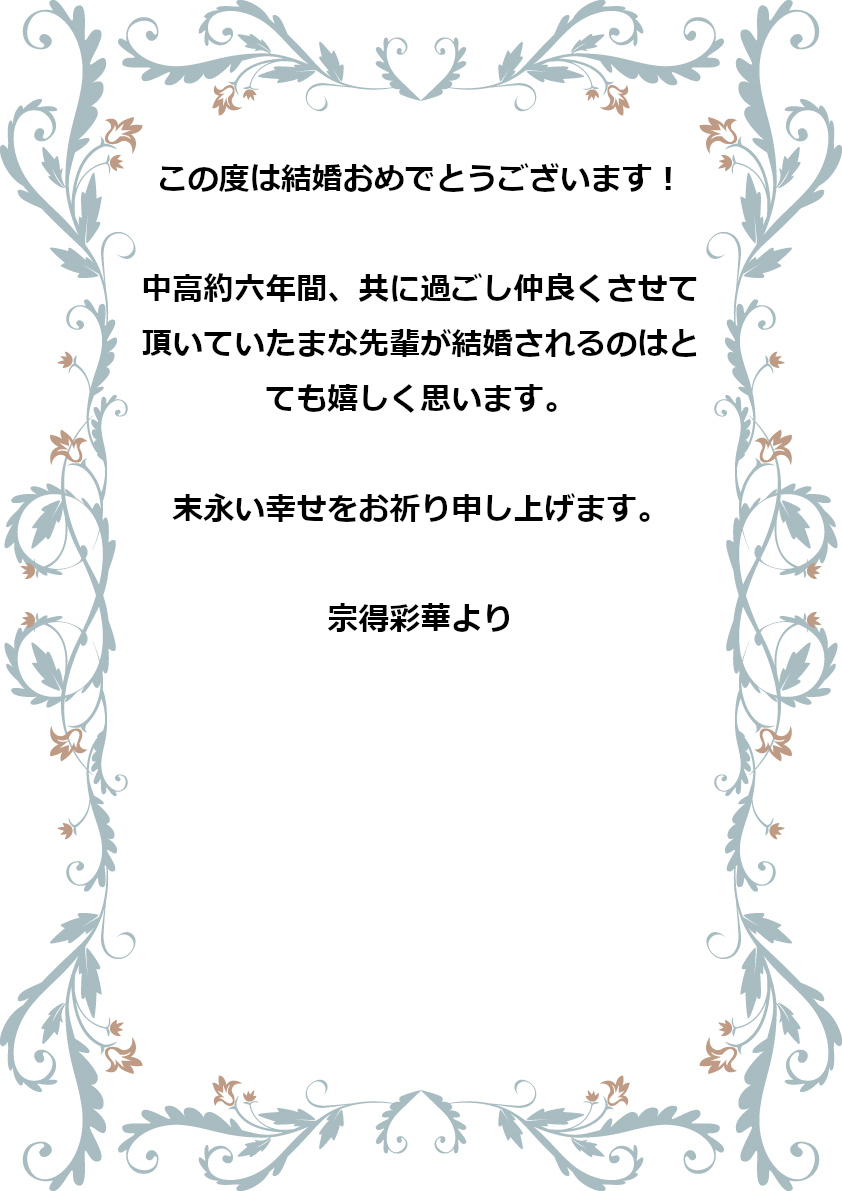 この度は結婚おめでとうございます！
中高約六年間、共に過ごし仲良くさせて
頂いていたまな先輩が結婚されるのはと
ても嬉しく思います。
末永い幸せをお祈り申し上げます。
宗得彩華より